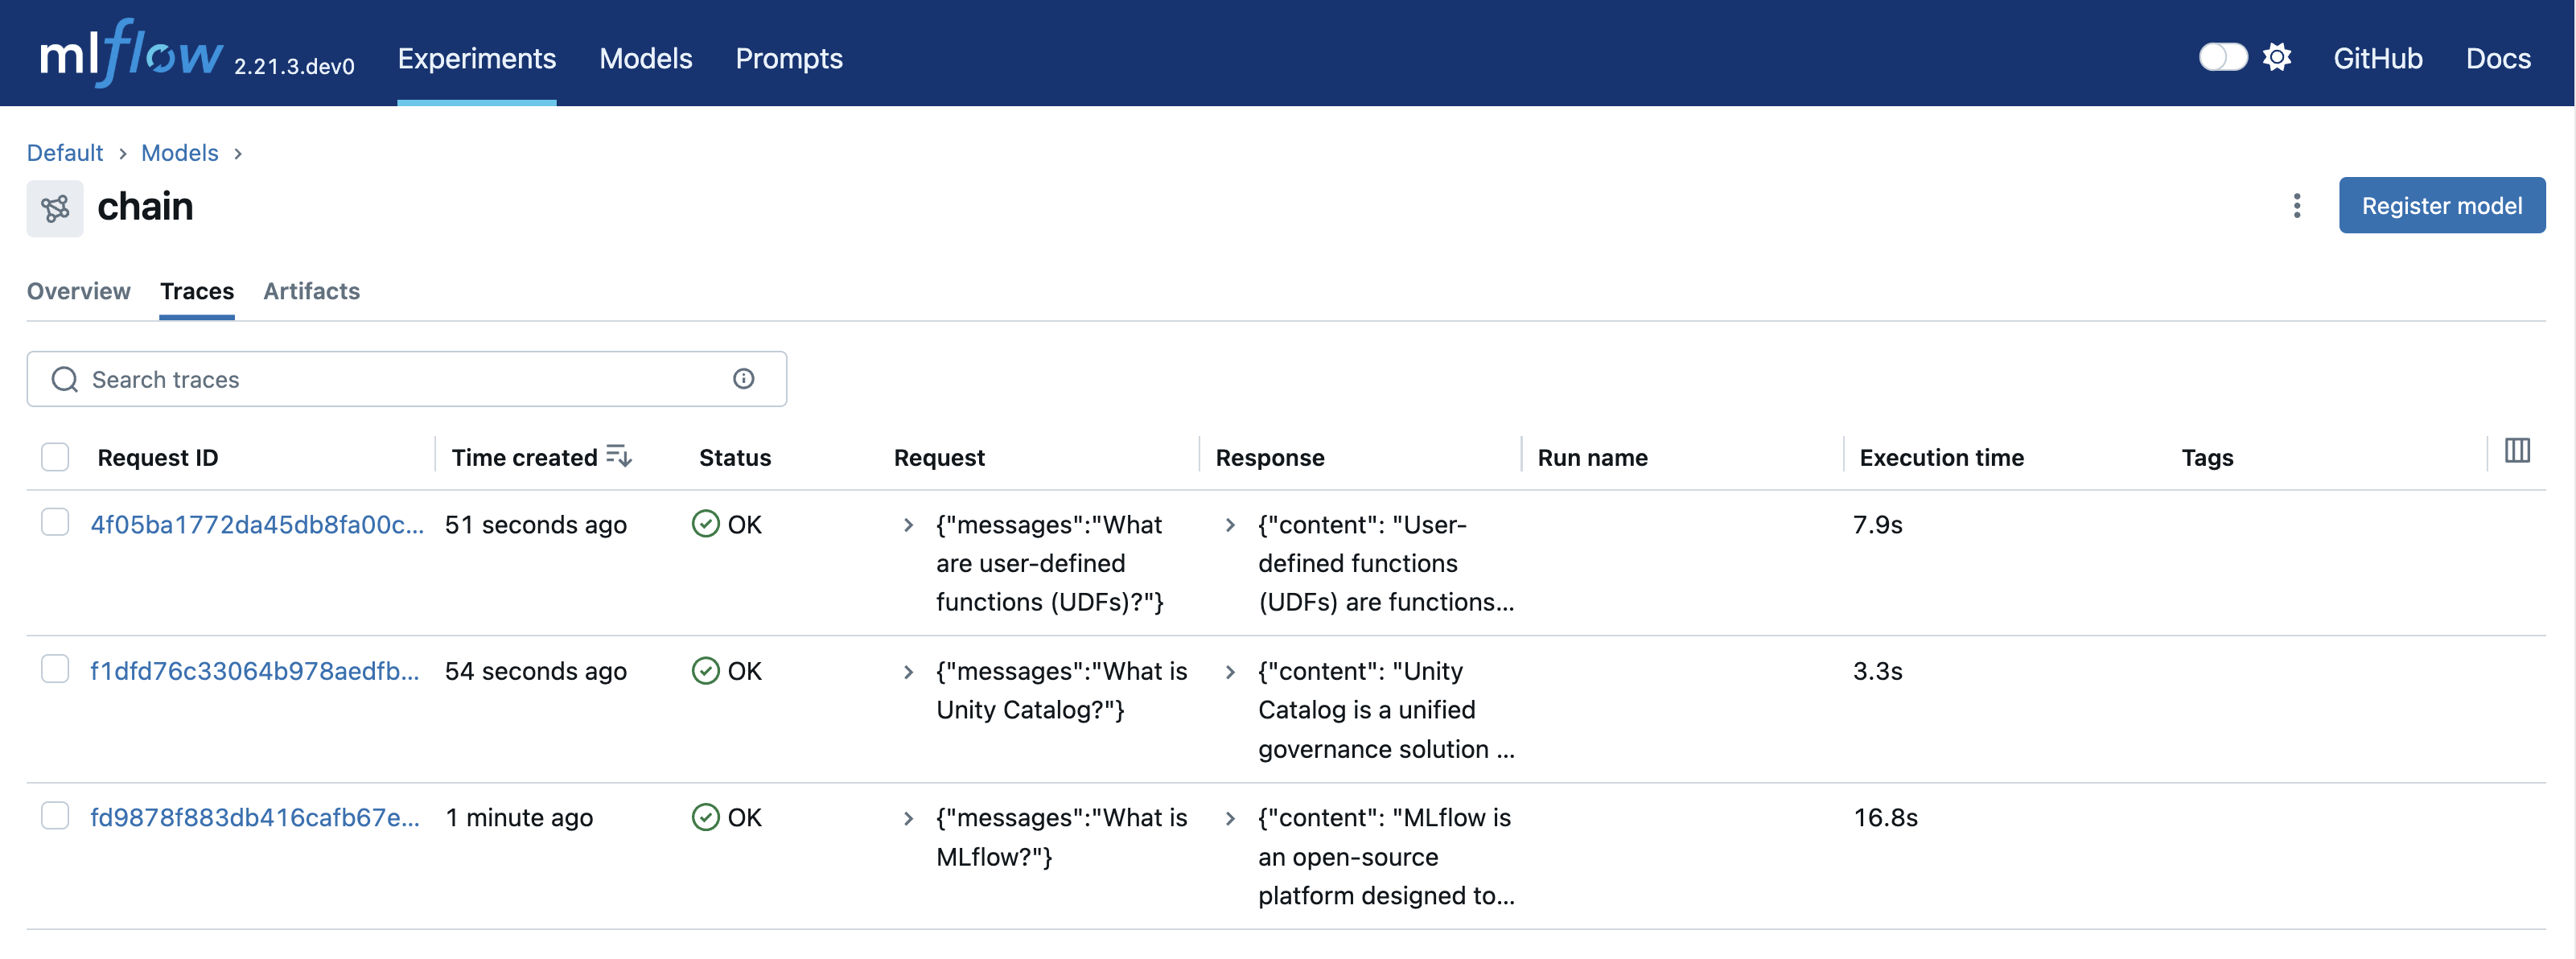 mlflow 2.21.3.dev0 Experiments Models Prompts GitHub Docs
Default > Models >
chain
Register model
Overview Traces Artifacts
Search traces
Request ID Time created Status Request Response Run name Execution time Tags
4f05ba1772da45db8fa00c... 51 seconds ago OK {"messages":"What {"content": "User- 7.9s
are user-defined defined functions
functions (UDFs)?"} (UDFs) are functions...
f1dfd76c33064b978aedfb... 54 seconds ago OK {"messages":"What is {"content": "Unity 3.3s
Unity Catalog?"} Catalog is a unified
governance solution ...
fd9878f883db416cafb67e... 1 minute ago OK {"messages":"What is {"content": "MLflow is 16.8s
MLflow?"} an open-source
platform designed to...